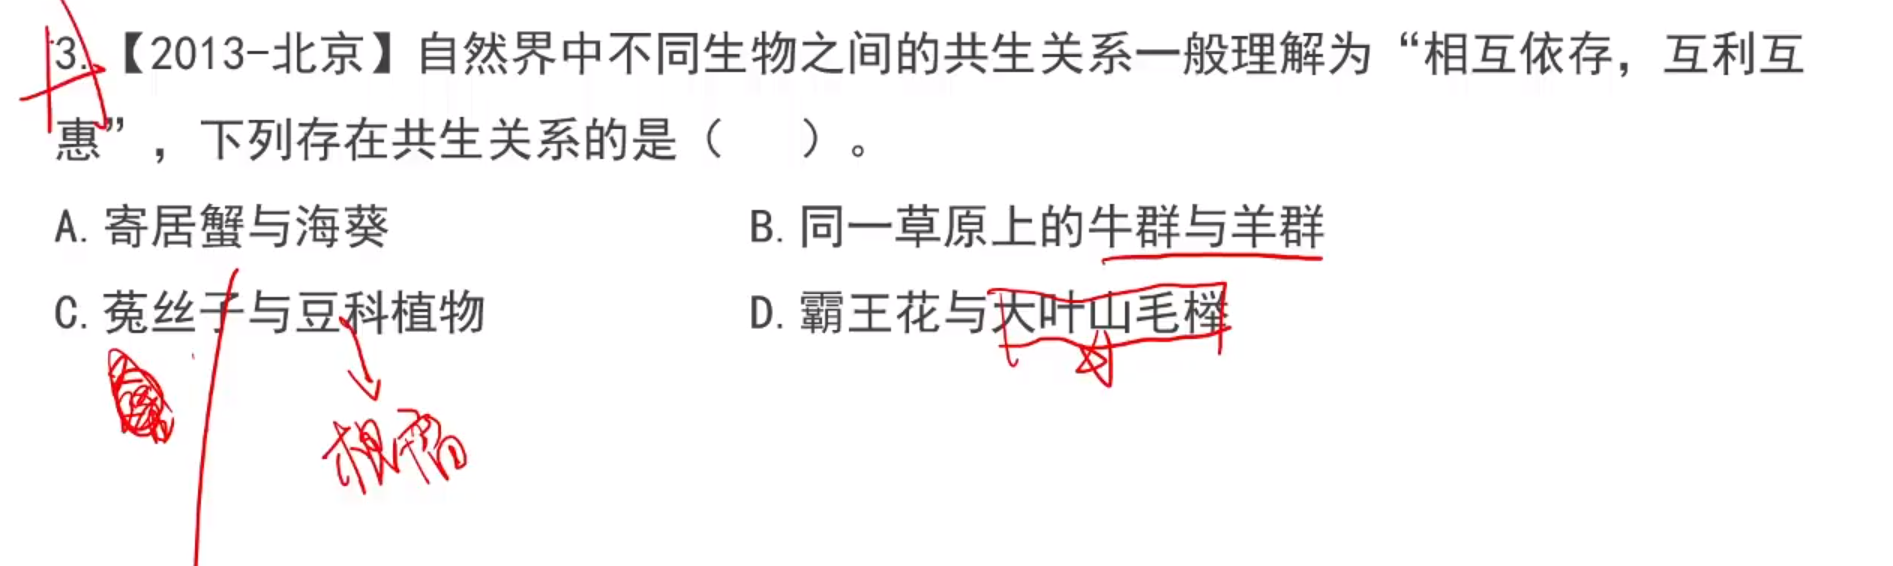 3.【2013-北京】自然界中不同生物之间的共生关系一般理解为“相互依存，互利互
惠”，下列存在共生关系的是（　　）。
A.寄居蟹与海葵　　B.同一草原上的牛群与羊群
C.菟丝子与豆科植物　　D.霸王花与大叶山毛榉
根瘤